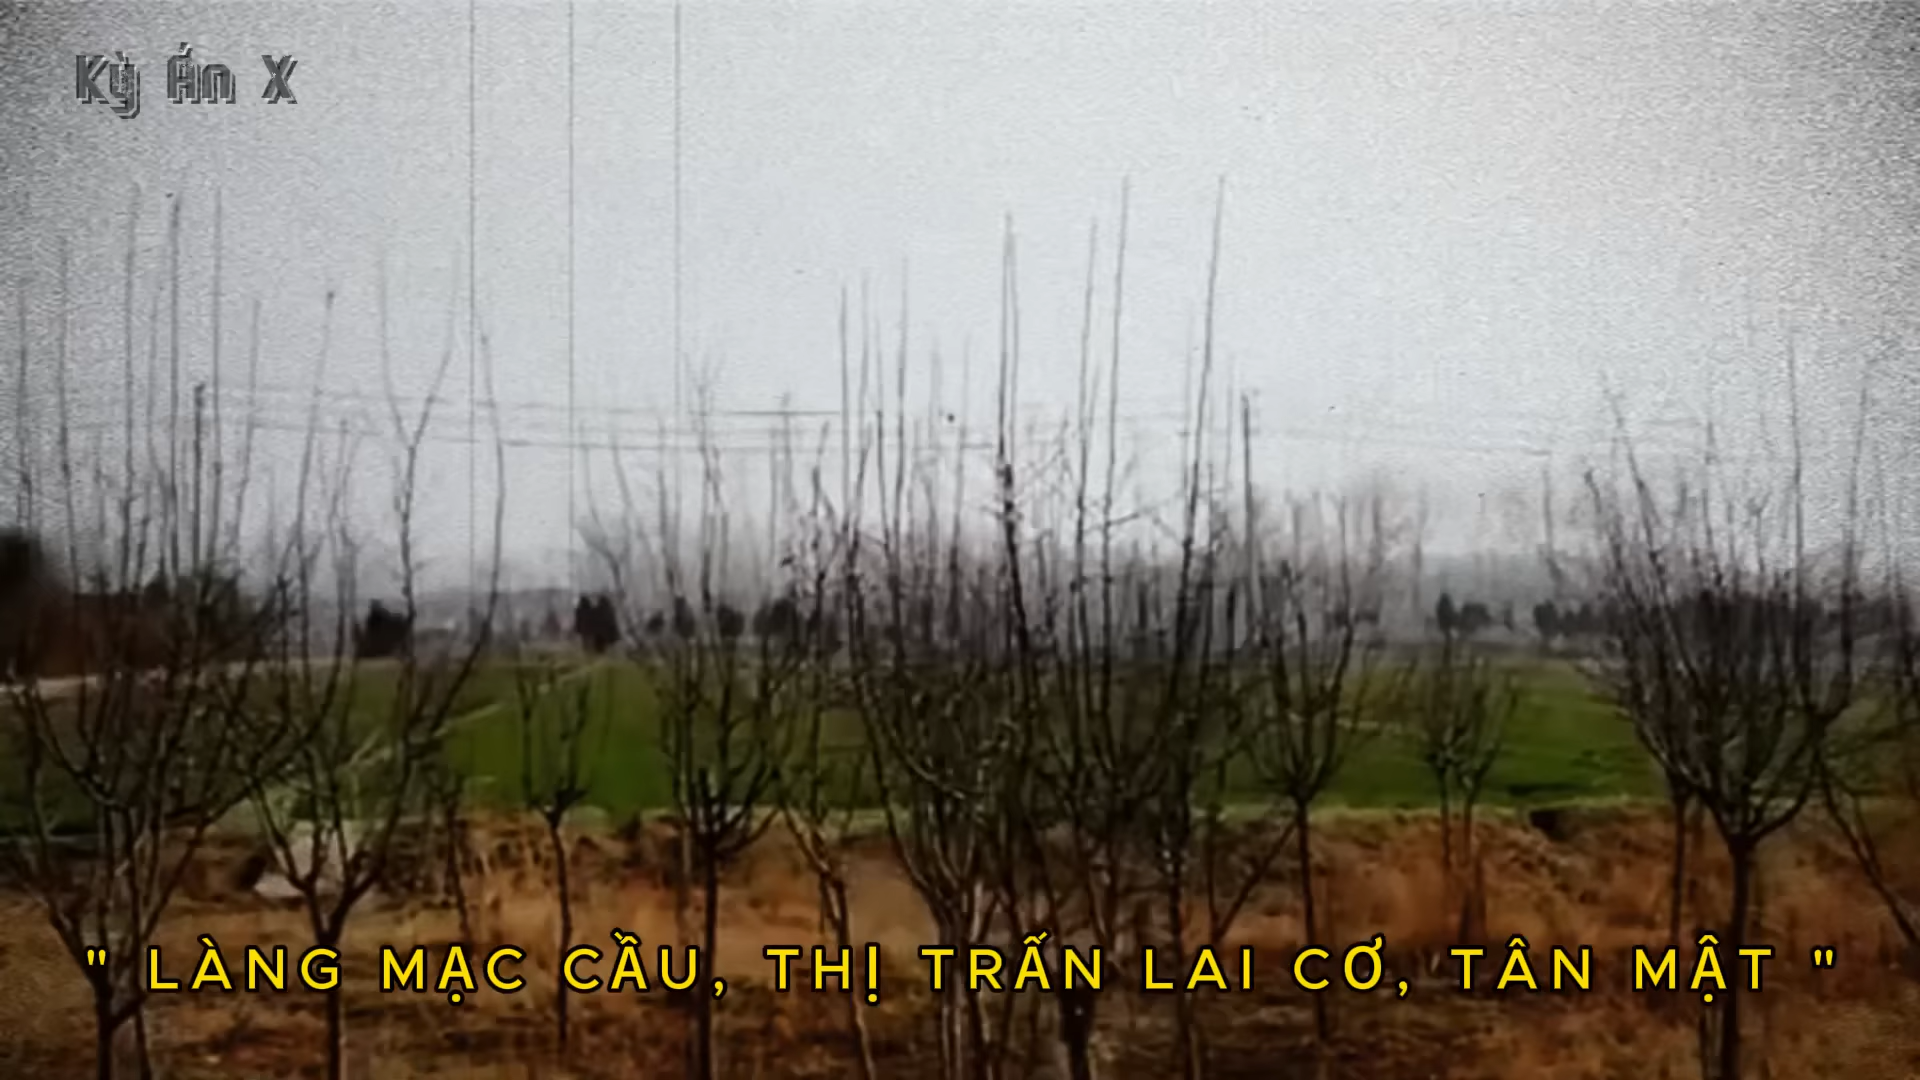 Kỳ Án X
" LÀNG MẠC CẦU, THỊ TRẤN LAI CƠ, TÂN MẬT "